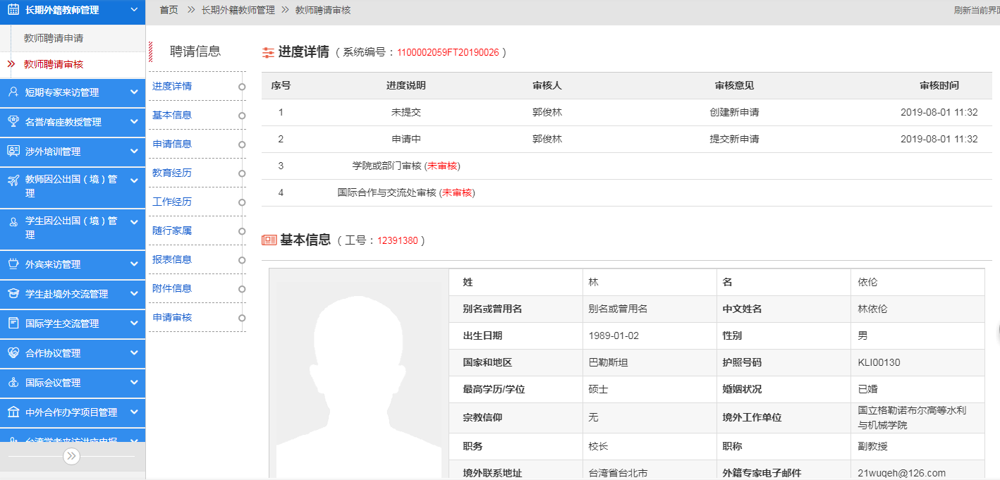 长期外籍教师管理
教师聘请申请
教师聘请审核
短期专家来访管理
名誉/客座教授管理
涉外培训管理
教师因公出国（境）管
理
学生因公出国（境）管
理
外宾来访管理
学生赴境外交流管理
国际学生交流管理
合作协议管理
国际会议管理
中外合作办学项目管理
台湾学者来访讲座申报
首页 >> 长期外籍教师管理 >> 教师聘请审核
刷新当前界面
聘请信息
进度详情
基本信息
申请信息
教育经历
工作经历
随行家属
报表信息
附件信息
申请审核
进度详情 ( 系统编号：1100002059FT20190026 )
序号 进度说明 审核人 审核意见 审核时间
1 未提交 郭俊林 创建新申请 2019-08-01 11:32
2 申请中 郭俊林 提交新申请 2019-08-01 11:32
3 学院或部门审核 (未审核)
4 国际合作与交流处审核 (未审核)
基本信息 ( 工号：12391380 )
姓 林 名 依伦
别名或曾用名 别名或曾用名 中文姓名 林依伦
出生日期 1989-01-02 性别 男
国家和地区 巴勒斯坦 护照号码 KLI00130
最高学历/学位 硕士 婚姻状况 已婚
宗教信仰 无 境外工作单位 国立格勒诺布尔高等水利
与机械学院
职务 校长 职称 副教授
境外联系地址 台湾省台北市 外籍专家电子邮件 21wuqeh@126.com